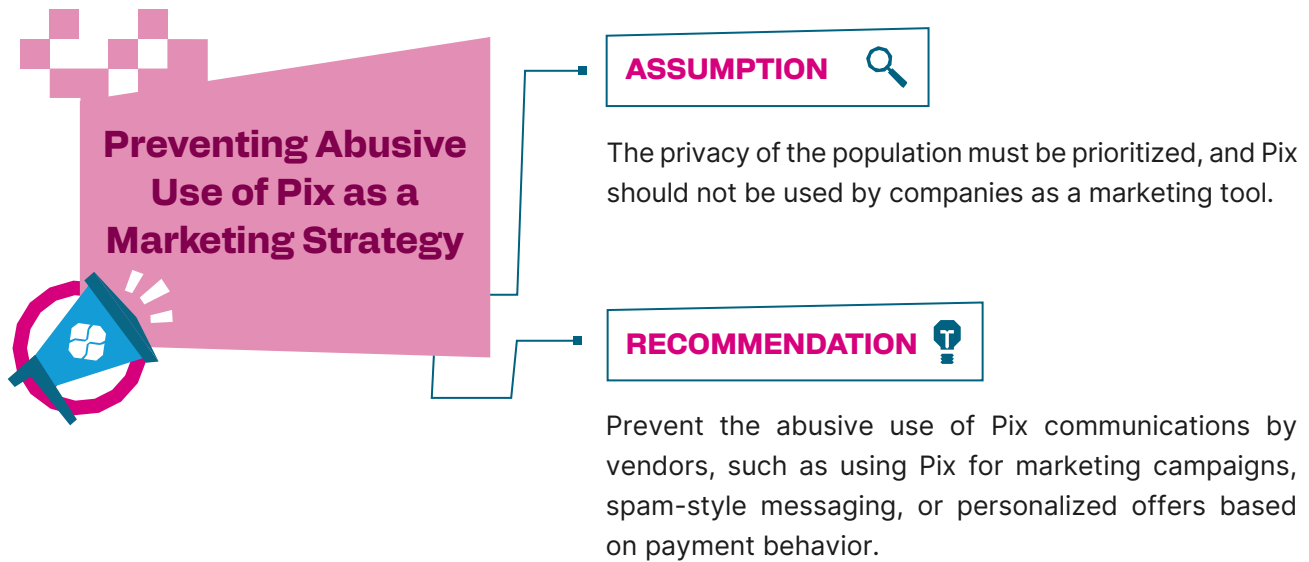 Preventing Abusive
Use of Pix as a
Marketing Strategy
ASSUMPTION
The privacy of the population must be prioritized, and Pix
should not be used by companies as a marketing tool.
RECOMMENDATION
Prevent the abusive use of Pix communications by
vendors, such as using Pix for marketing campaigns,
spam-style messaging, or personalized offers based
on payment behavior.